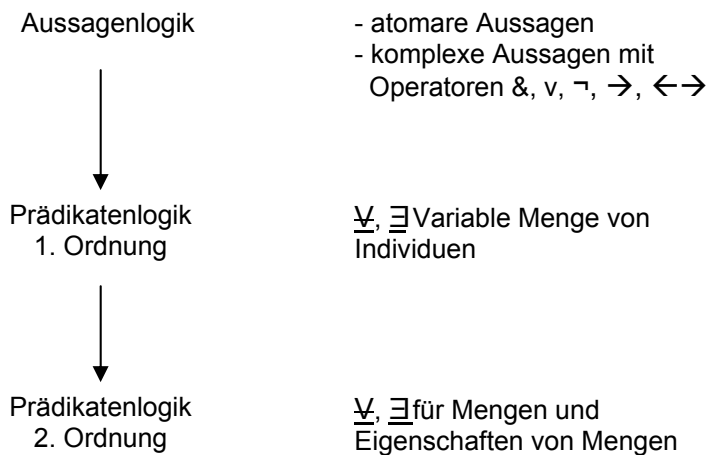 Aussagenlogik
- atomare Aussagen
- komplexe Aussagen mit
Operatoren &, v, ¬, →, ←→
Prädikatenlogik
1. Ordnung
∀, ∃ Variable Menge von
Individuen
Prädikatenlogik
2. Ordnung
∀, ∃ für Mengen und
Eigenschaften von Mengen